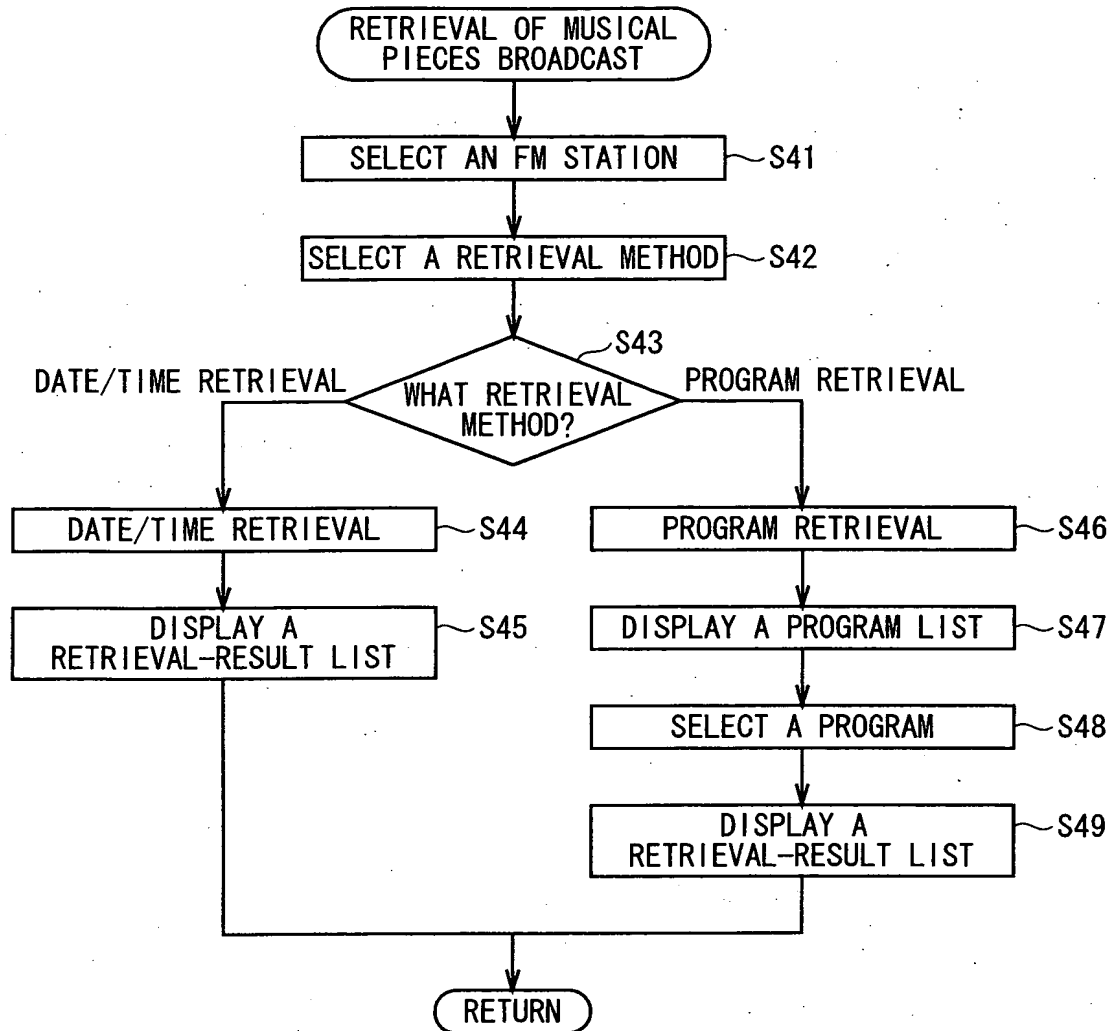 RETRIEVAL OF MUSICAL
PIECES BROADCAST
SELECT AN FM STATION
S41
SELECT A RETRIEVAL METHOD
S42
S43
DATE/TIME RETRIEVAL
WHAT RETRIEVAL
METHOD?
PROGRAM RETRIEVAL
DATE/TIME RETRIEVAL
S44
DISPLAY A
RETRIEVAL-RESULT LIST
S45
PROGRAM RETRIEVAL
S46
DISPLAY A PROGRAM LIST
S47
SELECT A PROGRAM
S48
DISPLAY A
RETRIEVAL-RESULT LIST
S49
RETURN